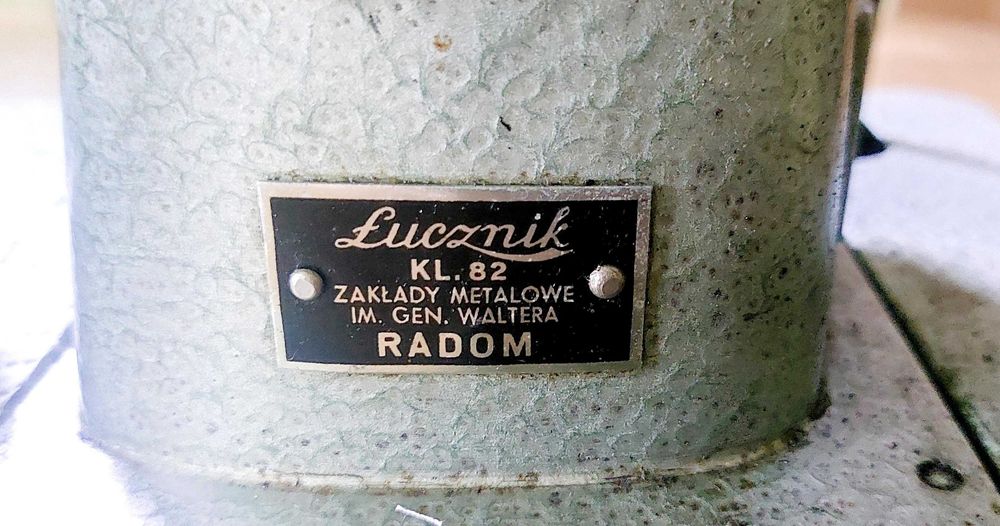 Łucznik
KL. 82
ZAKŁADY METALOWE
IM. GEN. WALTERA
RADOM